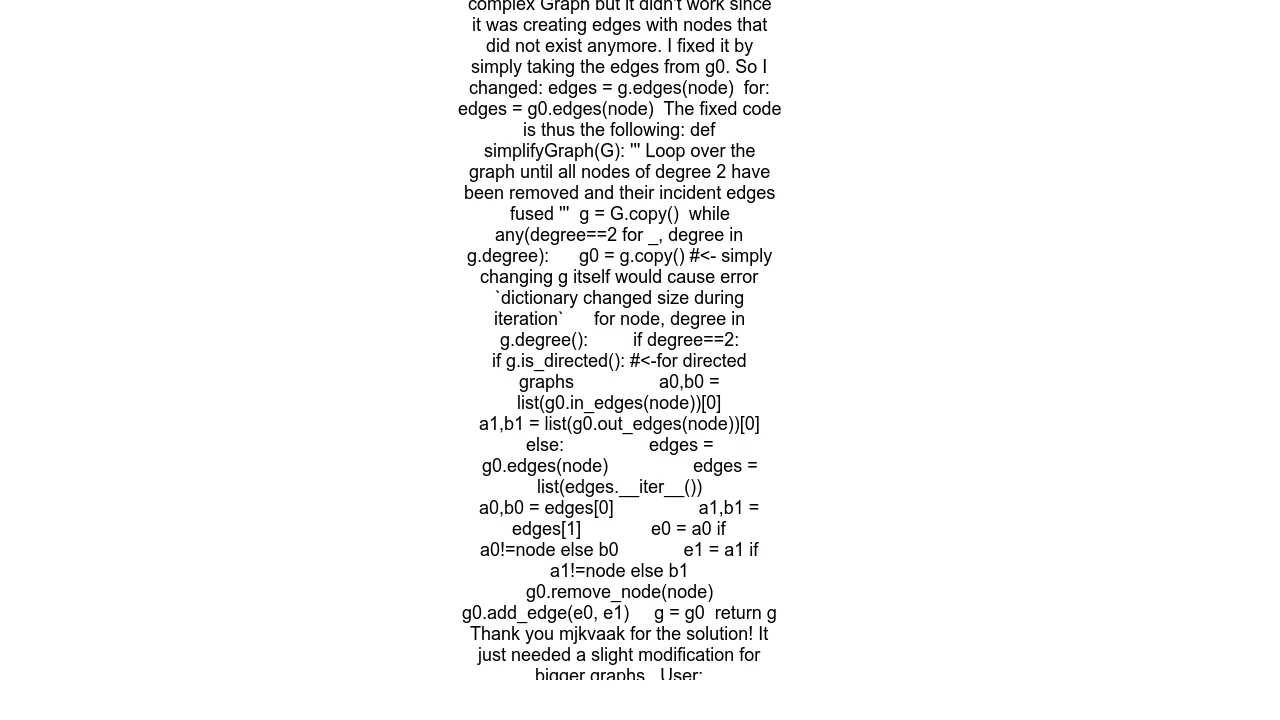 complex Graph but it didn't work since
it was creating edges with nodes that
did not exist anymore. I fixed it by
simply taking the edges from g0. So I
changed: edges = g.edges(node)  for:
edges = g0.edges(node)  The fixed code
is thus the following: def
simplifyGraph(G): ''' Loop over the
graph until all nodes of degree 2 have
been removed and their incident edges
fused '''  g = G.copy()  while
any(degree==2 for _, degree in
g.degree):      g0 = g.copy() #<- simply
changing g itself would cause error
`dictionary changed size during
iteration`      for node, degree in
g.degree():         if degree==2:
if g.is_directed(): #<-for directed
graphs                 a0,b0 =
list(g0.in_edges(node))[0]
a1,b1 = list(g0.out_edges(node))[0]
else:                 edges =
g0.edges(node)                 edges =
list(edges.__iter__())
a0,b0 = edges[0]                 a1,b1 =
edges[1]             e0 = a0 if
a0!=node else b0             e1 = a1 if
a1!=node else b1
g0.remove_node(node)
g0.add_edge(e0, e1)     g = g0  return g
Thank you mjkvaak for the solution! It
just needed a slight modification for
bigger graphs.  User: